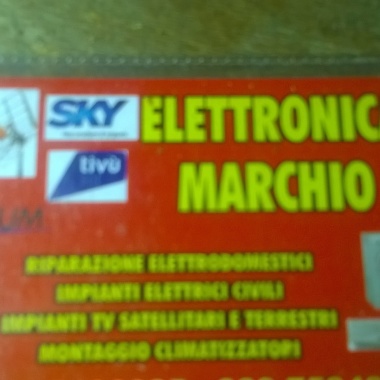 SKY
L'ELETTRONIC
tivù
MARCHIO
RIPARAZIONE ELETTRODOMESTICI
IMPIANTI ELETTRICI CIVILI
IMPIANTI TV SATELLITARI E TERRESTRI
MONTAGGIO CLIMATIZZATORI